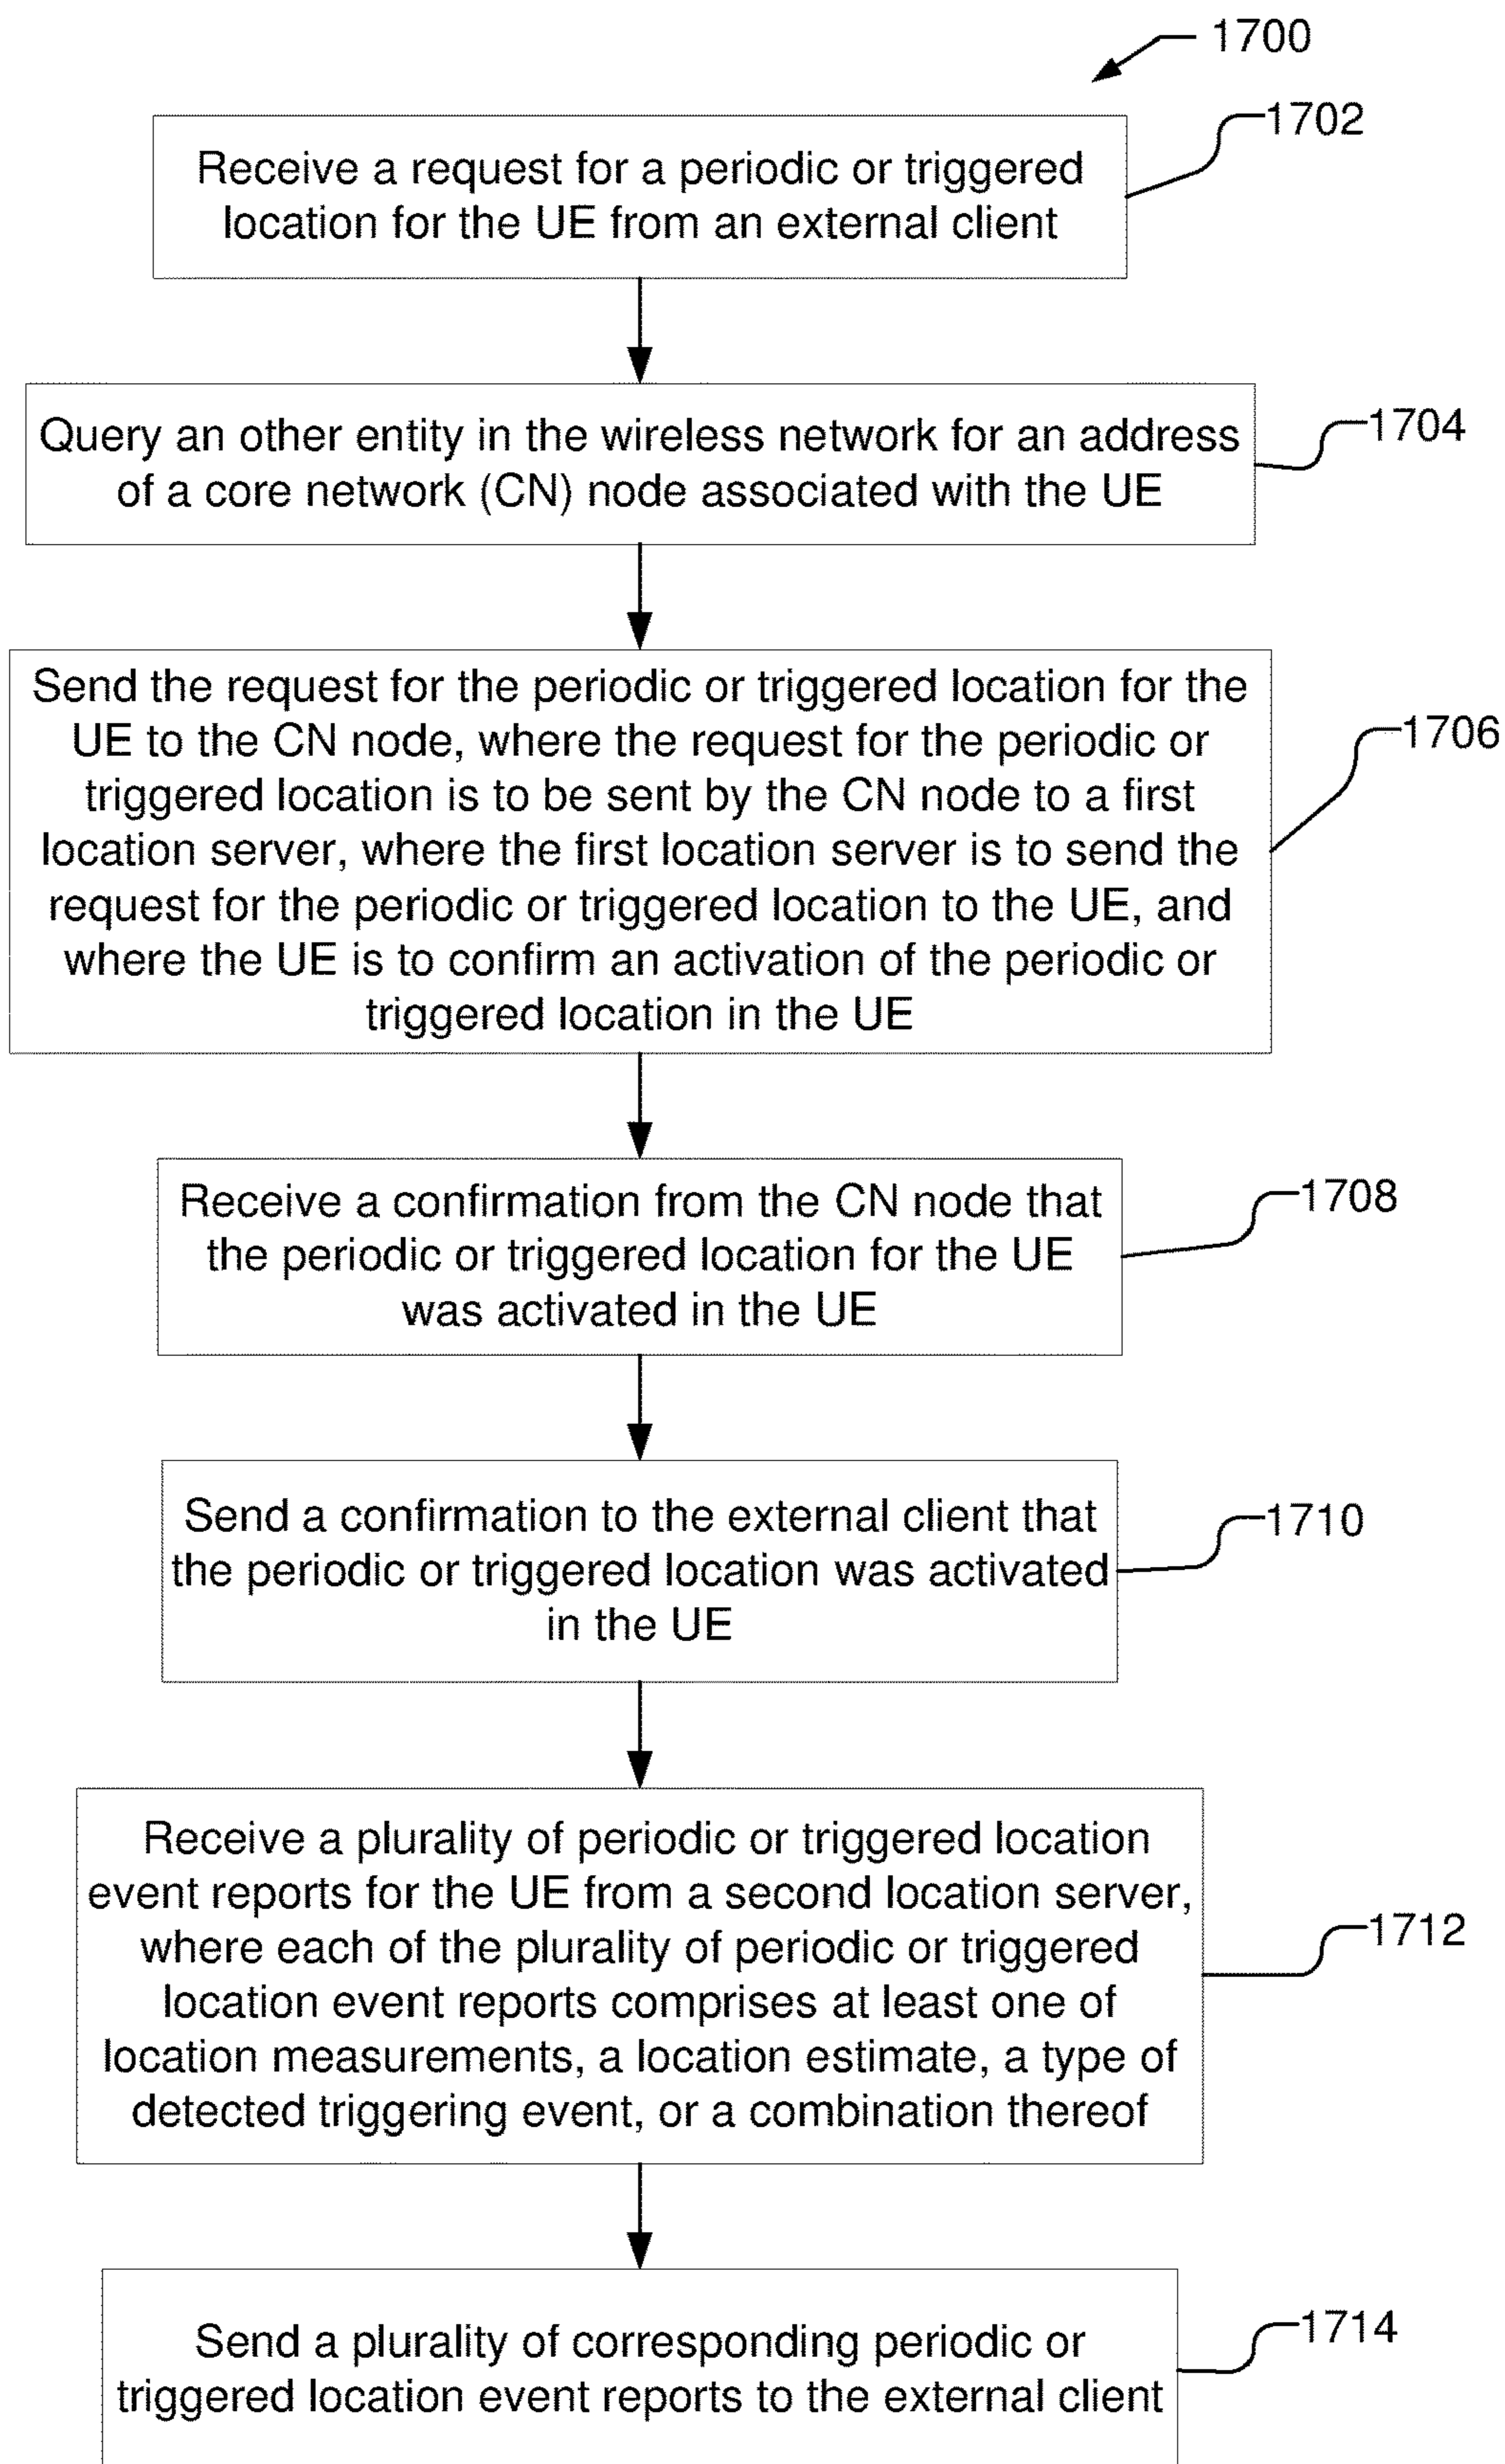 1700
1702
Receive a request for a periodic or triggered
location for the UE from an external client
1704
Query an other entity in the wireless network for an address
of a core network (CN) node associated with the UE
1706
Send the request for the periodic or triggered location for the
UE to the CN node, where the request for the periodic or
triggered location is to be sent by the CN node to a first
location server, where the first location server is to send the
request for the periodic or triggered location to the UE, and
where the UE is to confirm an activation of the periodic or
triggered location in the UE
1708
Receive a confirmation from the CN node that
the periodic or triggered location for the UE
was activated in the UE
1710
Send a confirmation to the external client that
the periodic or triggered location was activated
in the UE
1712
Receive a plurality of periodic or triggered location
event reports for the UE from a second location server,
where each of the plurality of periodic or triggered
location event reports comprises at least one of
location measurements, a location estimate, a type of
detected triggering event, or a combination thereof
1714
Send a plurality of corresponding periodic or
triggered location event reports to the external client